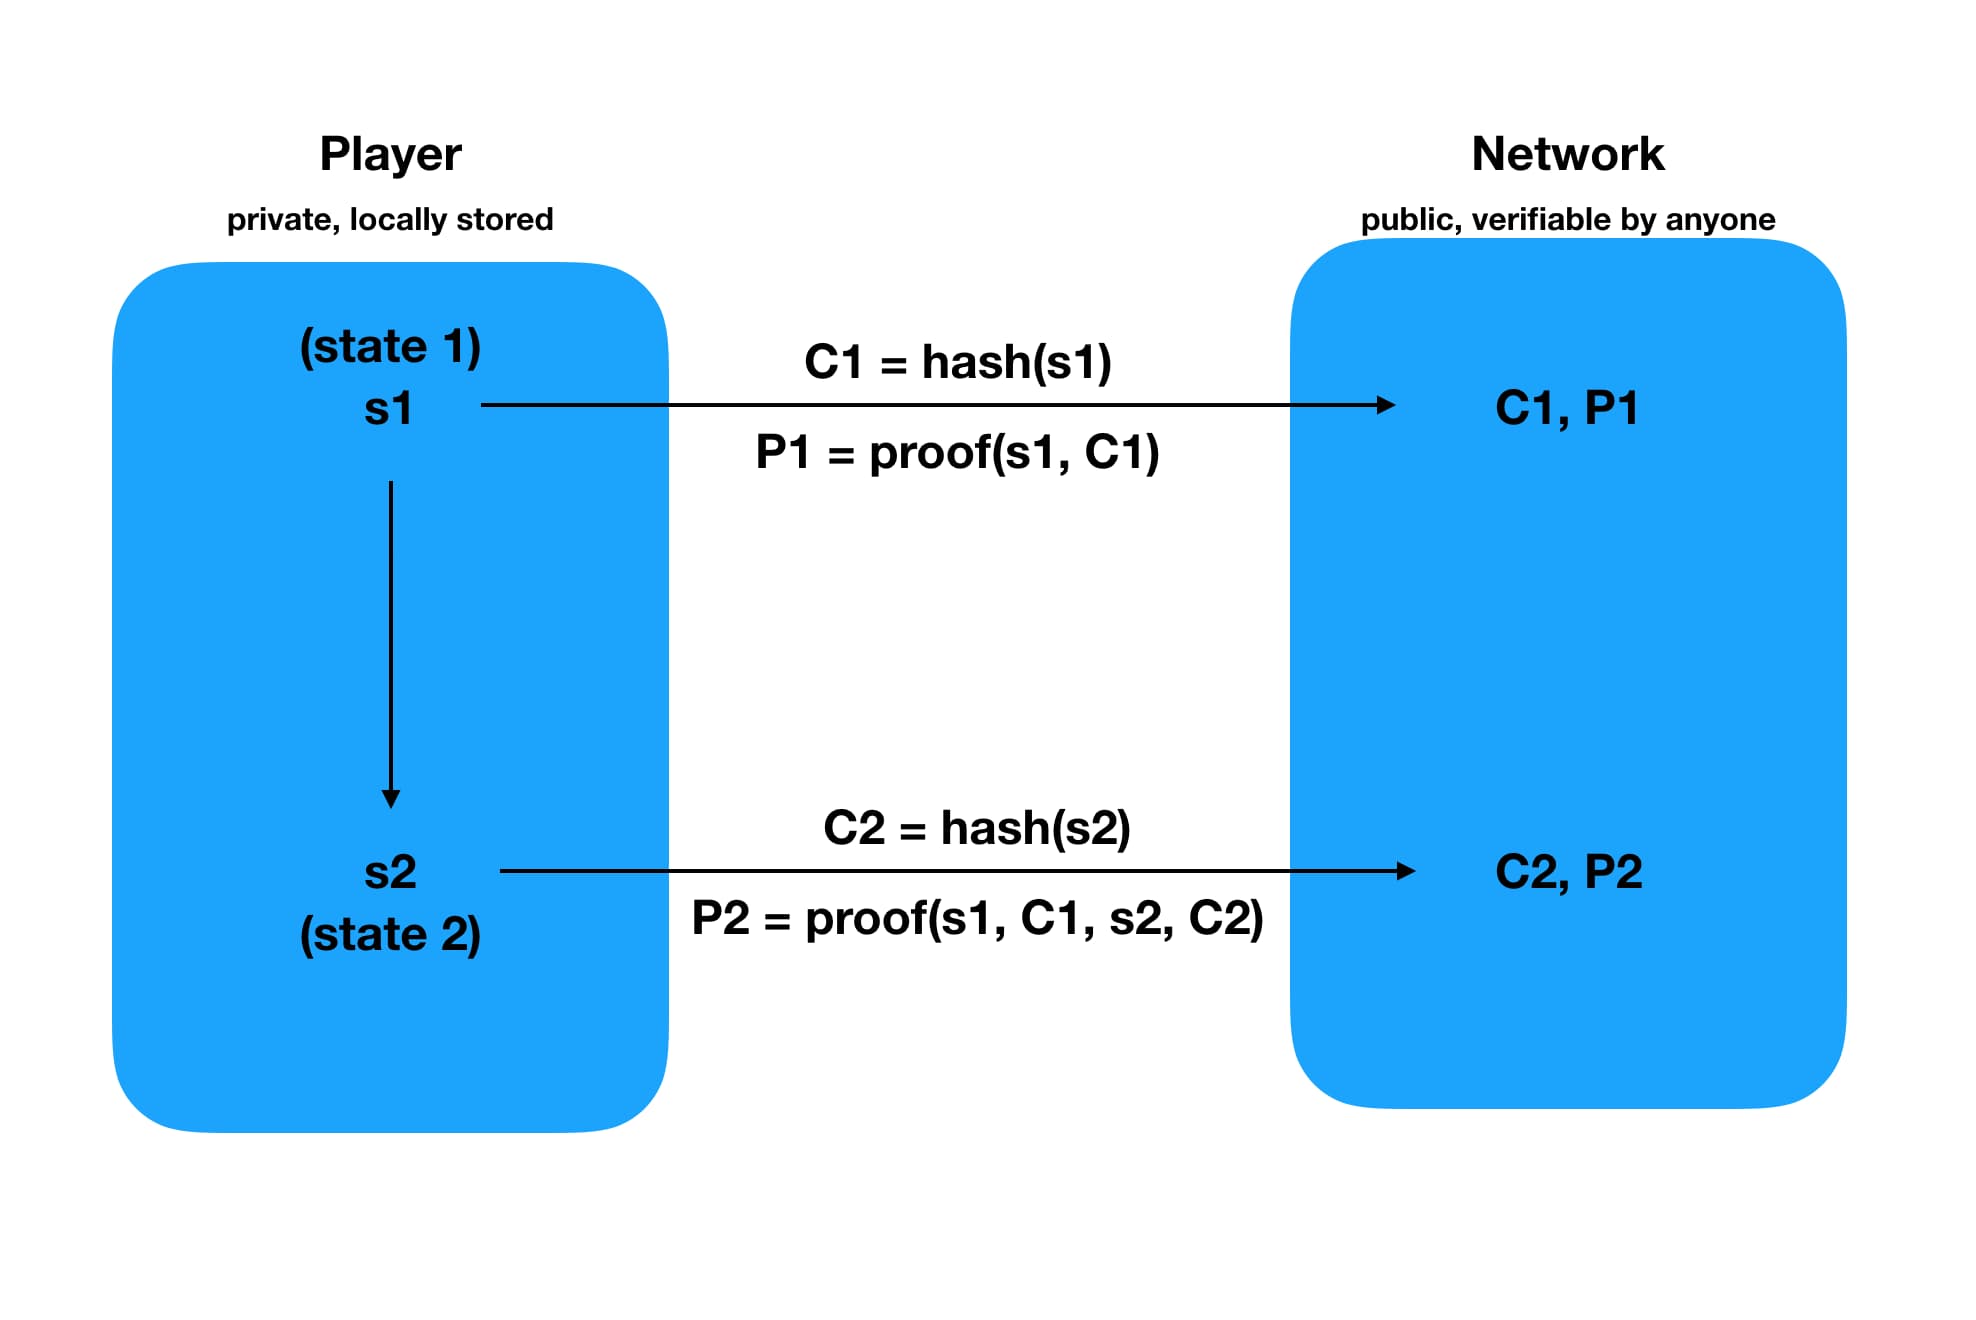 Player
private, locally stored
Network
public, verifiable by anyone
(state 1)
s1
C1 = hash(s1)
P1 = proof(s1, C1)
C1, P1
s2
(state 2)
C2 = hash(s2)
P2 = proof(s1, C1, s2, C2)
C2, P2